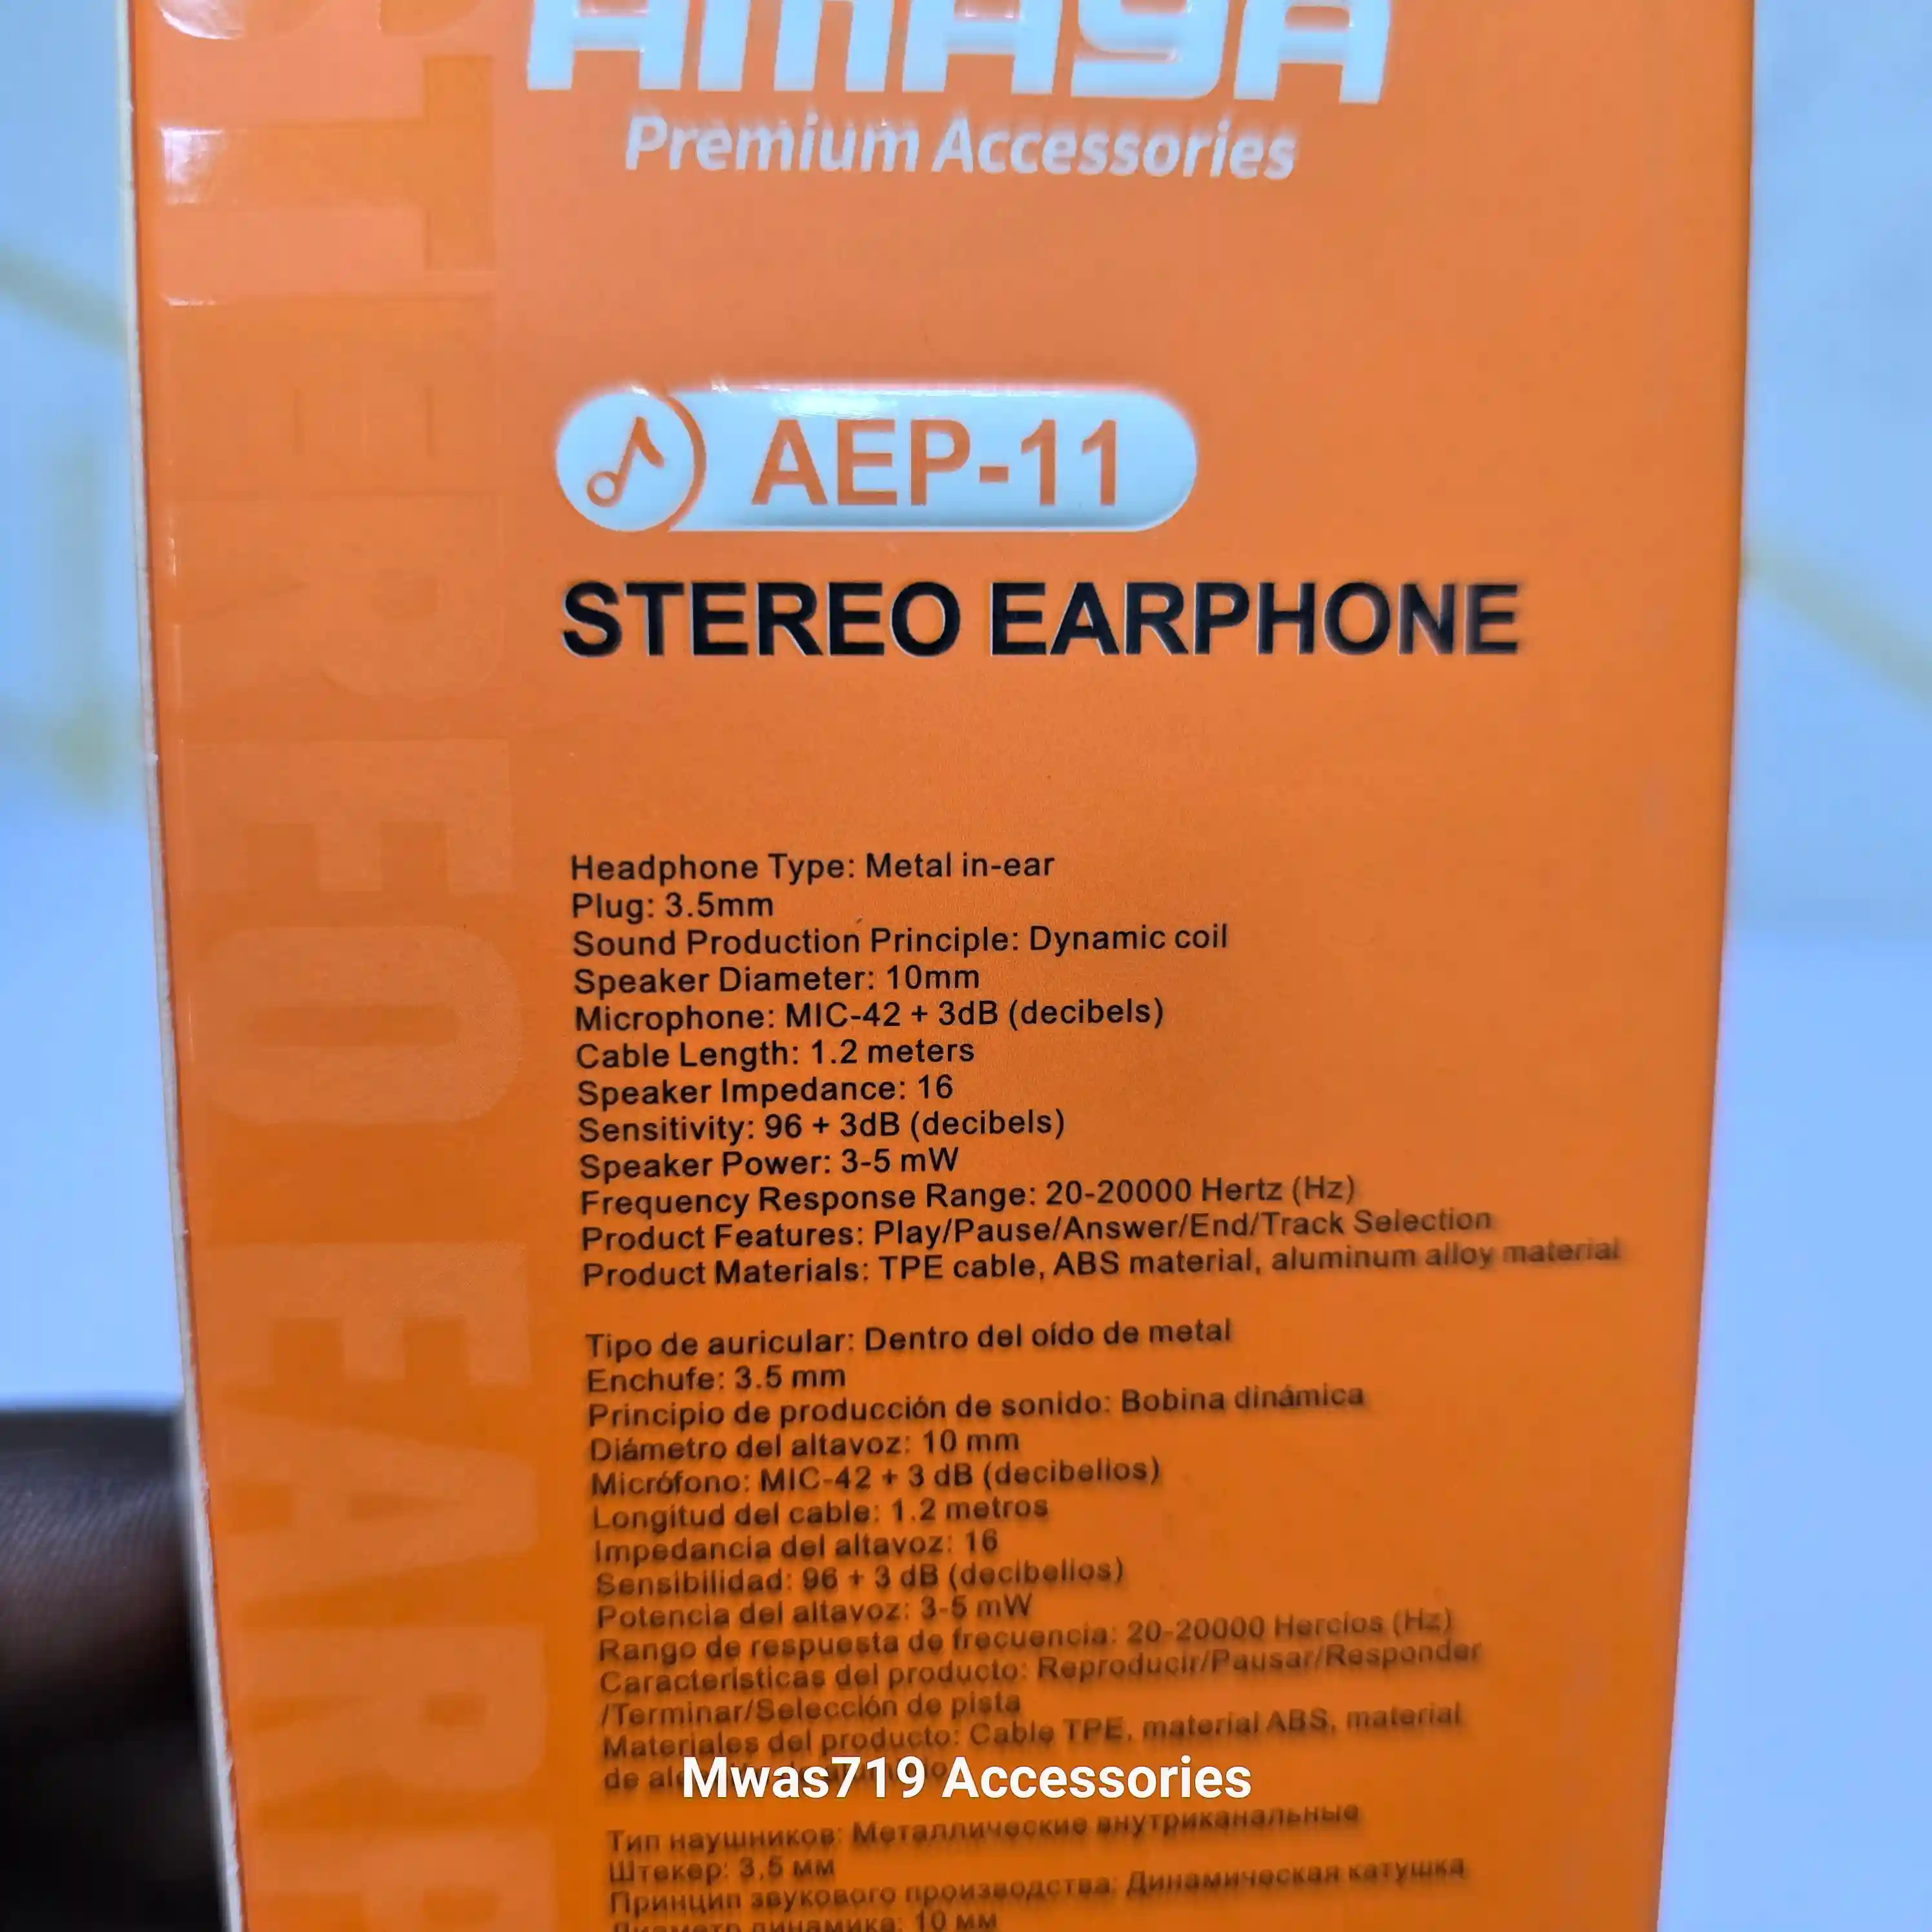 AMAYA
Premium Accessories
AEP-11
STEREO EARPHONE
STEREO EARP
Headphone Type: Metal in-ear
Plug: 3.5mm
Sound Production Principle: Dynamic coil
Speaker Diameter: 10mm
Microphone: MIC-42 + 3dB (decibels)
Cable Length: 1.2 meters
Speaker Impedance: 16
Sensitivity: 96 + 3dB (decibels)
Speaker Power: 3-5 mW
Frequency Response Range: 20-20000 Hertz (Hz)
Product Features: Play/Pause/Answer/End/Track Selection
Product Materials: TPE cable, ABS material, aluminum alloy material
Tipo de auricular: Dentro del oído de metal
Enchufe: 3.5 mm
Principio de producción de sonido: Bobina dinámica
Diámetro del altavoz: 10 mm
Micrófono: MIC-42 + 3 dB (decibelios)
Longitud del cable: 1.2 metros
Impedancia del altavoz: 16
Sensibilidad: 96 + 3 dB (decibelios)
Potencia del altavoz: 3-5 mW
Rango de respuesta de frecuencia: 20-20000 Hercios (Hz)
Características del producto: Reproducir/Pausar/Responder
/Terminar/Selección de pista
Materiales del producto: Cable TPE, material ABS, material
de
Mwas719 Accessories
Тип наушников: Металлические внутриканальные
Штекер: 3,5 мм
Принцип звукового производства: Динамическая катушка
Диаметр динамика: 10 мм